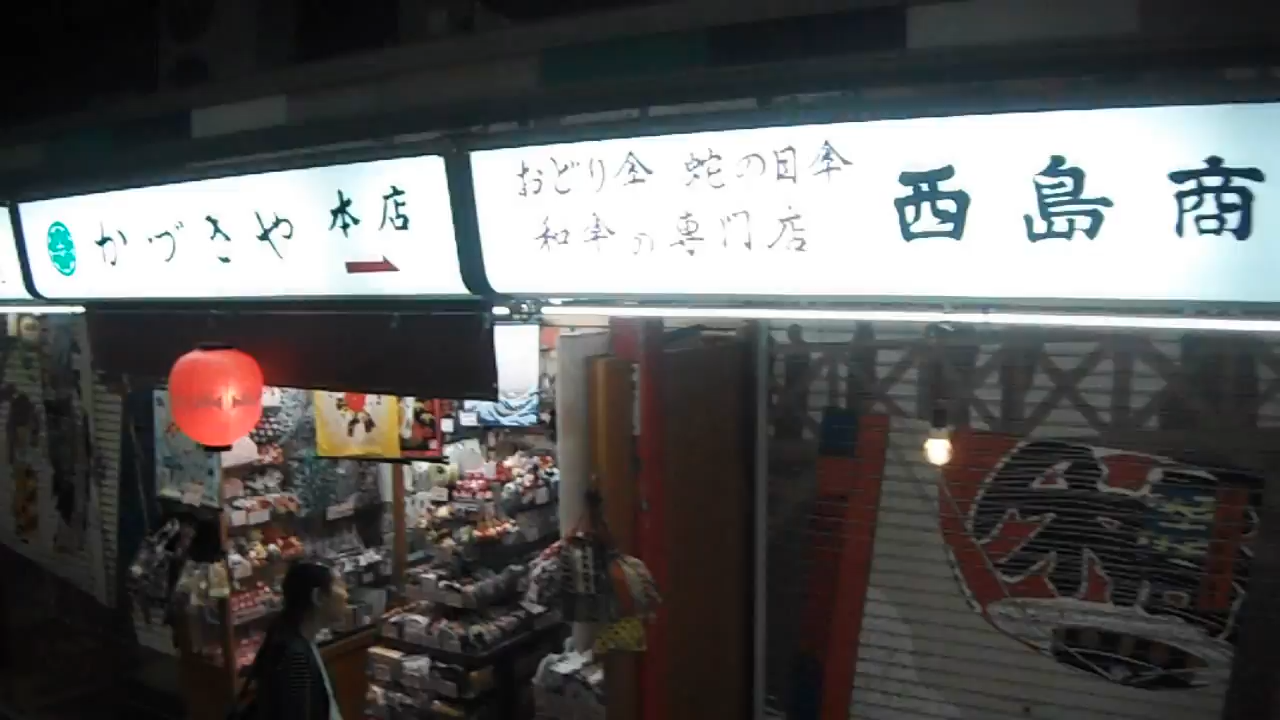 かづさや 本店
おどり傘 蛇の目傘
和傘の専門店
西島商